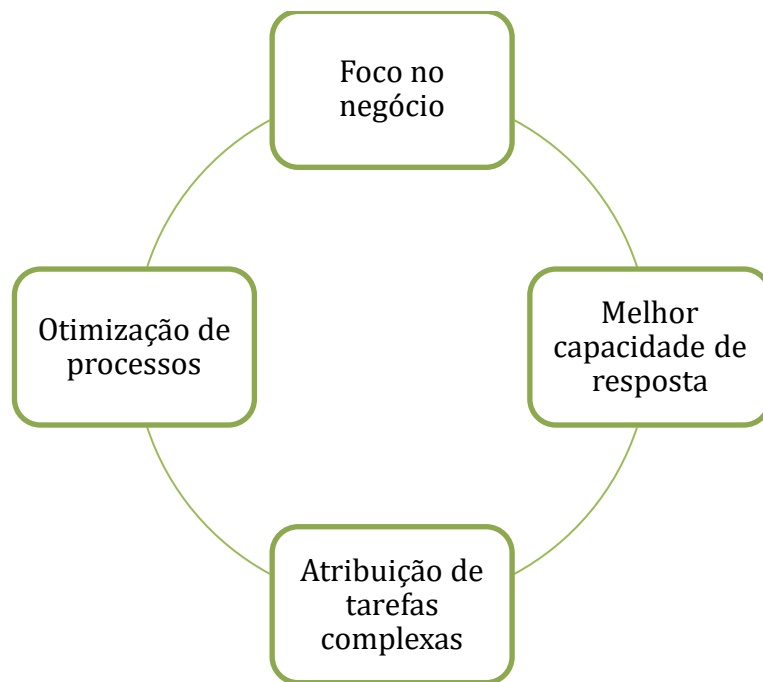 Foco no
negócio
Melhor
capacidade de
resposta
Atribuição de
tarefas
complexas
Otimização de
processos